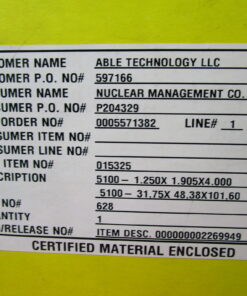 OMER NAME ABLE TECHNOLOGY LLC
OMER P.O. NO# 597166
UMER NAME NUCLEAR MANAGEMENT CO.
SUMER P.O. NO# P204329
ORDER NO# 0005571382 LINE# 1
SUMER ITEM NO#
SUMER LINE NO#
ITEM NO# 015325
CRIPTION 5100- 1.250X 1.905X4.000
5100- 31.75X 48.38X101.60
NO# 628
ANTITY 1
/RELEASE NO# ITEM DESC. 000000002269949
CERTIFIED MATERIAL ENCLOSED